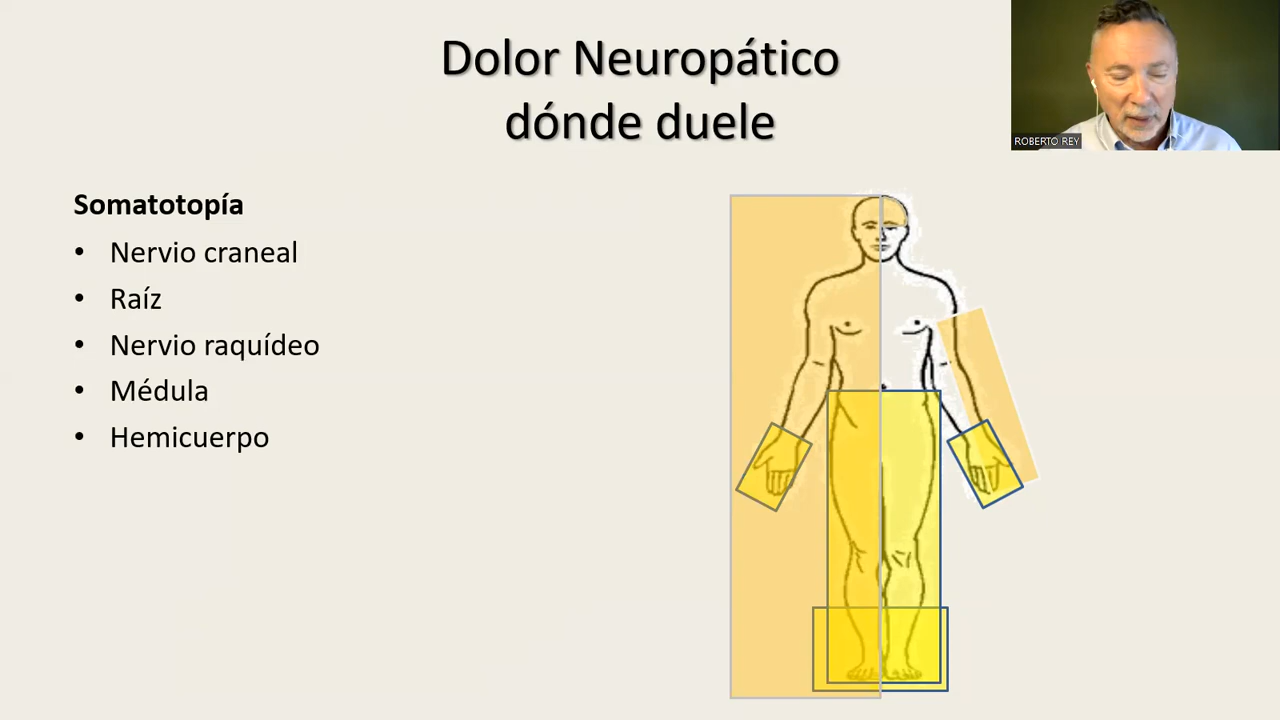 Dolor Neuropático
dónde duele
ROBERTO REY
Somatotopía
• Nervio craneal
• Raíz
• Nervio raquídeo
• Médula
• Hemicuerpo